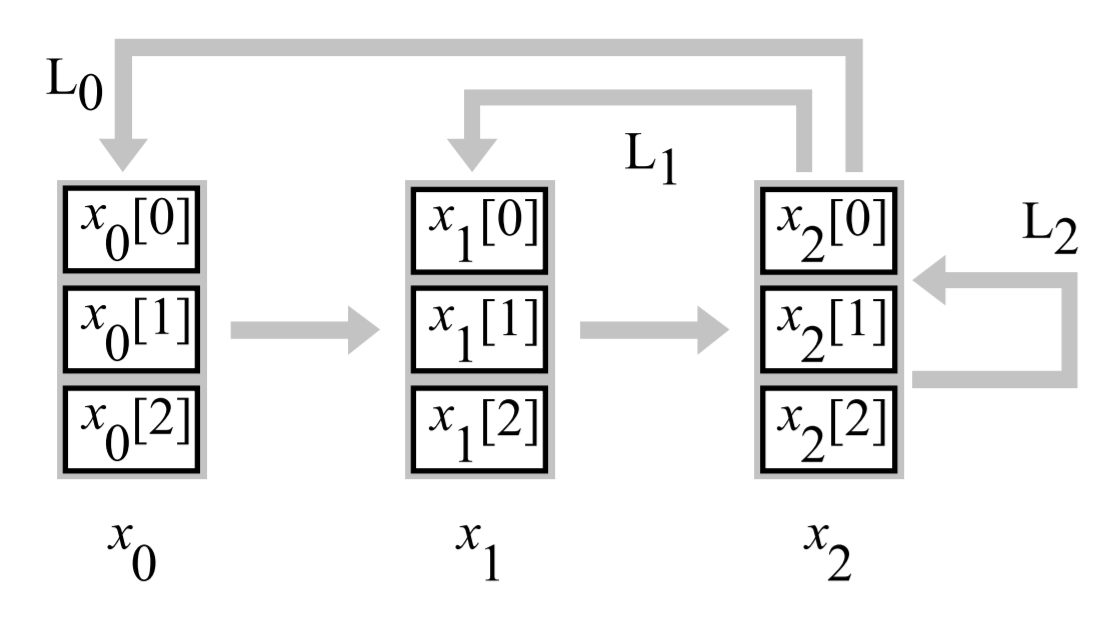 L₀
L₁
L₂
x₀[0] x₁[0] x₂[0]
x₀[1] x₁[1] x₂[1]
x₀[2] x₁[2] x₂[2]
x₀ x₁ x₂